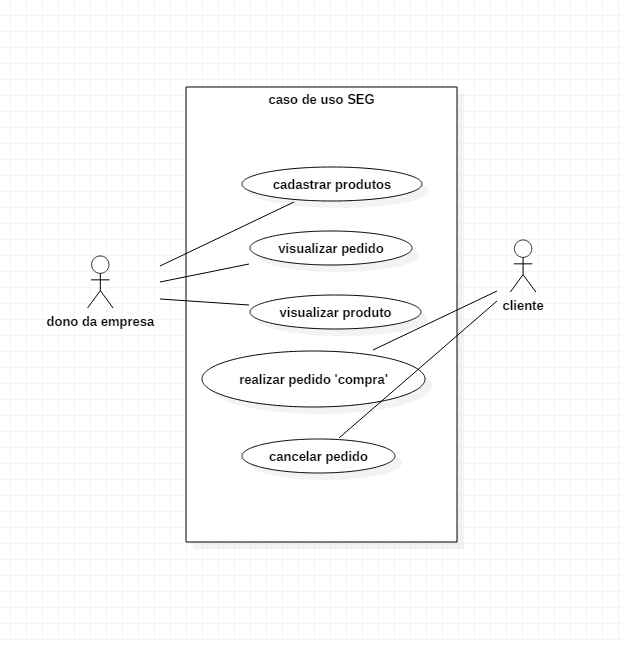 caso de uso SEG
cadastrar produtos
visualizar pedido
visualizar produto
realizar pedido 'compra'
cancelar pedido
dono da empresa
cliente